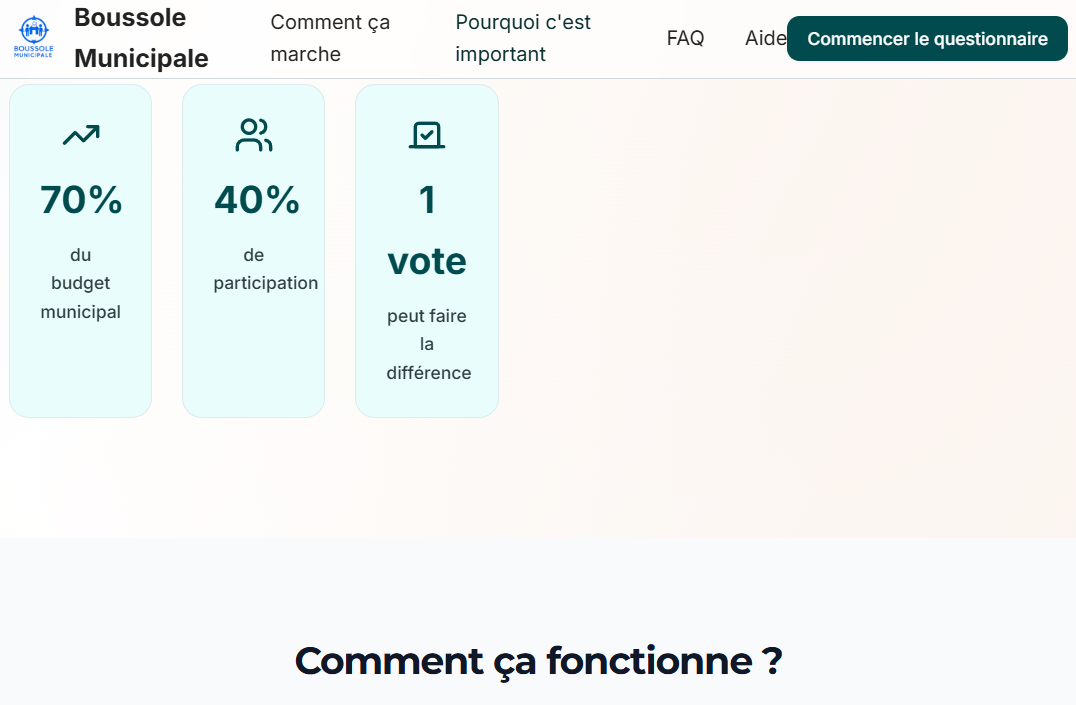 BOUSSOLE
MUNICIPALE
Boussole
Municipale
Comment ça
marche
Pourquoi c'est
important
FAQ
Aide
Commencer le questionnaire
70%
du
budget
municipal
40%
de
participation
1
vote
peut faire
la
différence
Comment ça fonctionne ?